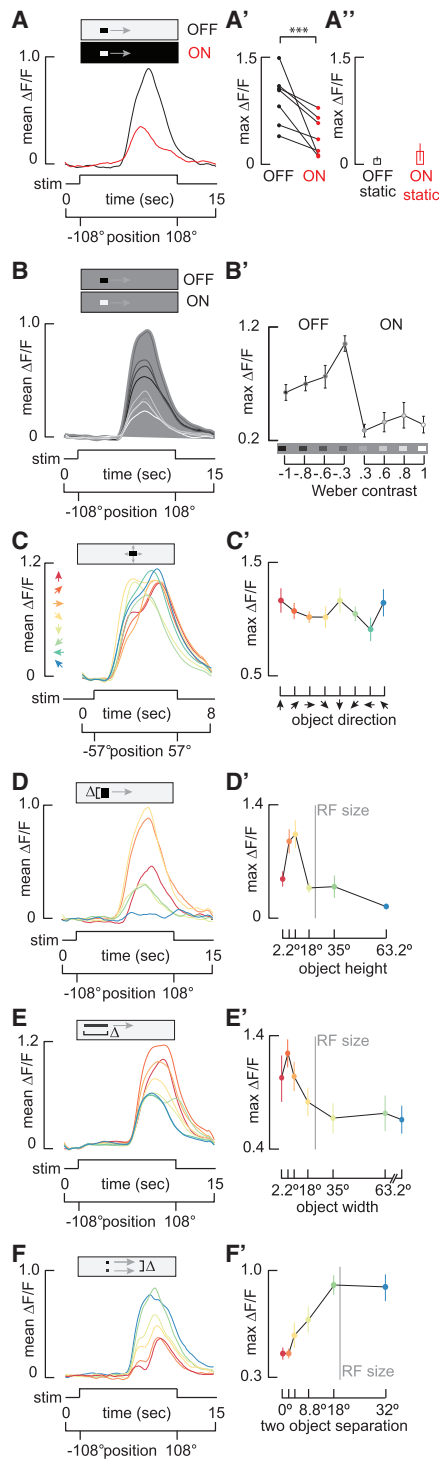 A
OFF
ON
mean ΔF/F
1.0
0
stim
0
time (sec)
15
-108°
position
108°
A'
***
max ΔF/F
1.5
0
OFF
ON
A''
max ΔF/F
1.5
0
OFF
static
ON
static
B
OFF
ON
mean ΔF/F
1.0
0
stim
0
time (sec)
15
-108°
position
108°
B'
OFF
ON
max ΔF/F
1.2
0.2
-1 -.8 -.6 -.3 .3 .6 .8 1
Weber contrast
C
mean ΔF/F
1.2
0
stim
0
time (sec)
8
-57°
position
57°
C'
max ΔF/F
1.5
0.5
object direction
D
Δ
mean ΔF/F
1.0
0
stim
0
time (sec)
15
-108°
position
108°
D'
RF size
max ΔF/F
1.4
0
2.2° 18° 35° 63.2°
object height
E
Δ
mean ΔF/F
1.2
0
stim
0
time (sec)
15
-108°
position
108°
E'
RF size
max ΔF/F
1.4
0.4
2.2° 18° 35° 63.2°
object width
F
Δ
mean ΔF/F
1.0
0
stim
0
time (sec)
15
-108°
position
108°
F'
max ΔF/F
1.0
0.3
RF size
0° 8.8° 18° 32°
two object separation